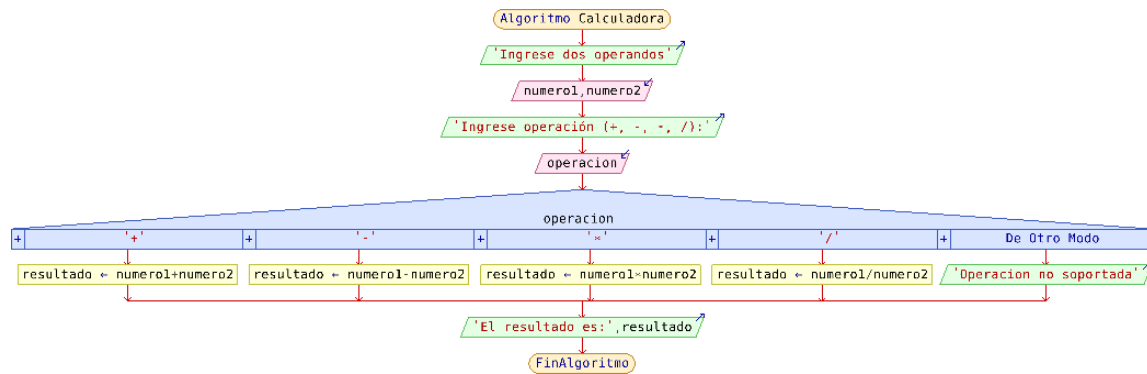 Algoritmo Calculadora
'Ingrese dos operandos'
numero1,numero2
'Ingrese operación (+, -, *, /):'
operacion
operacion
+ '+' + '-' + '*' + '/' + De Otro Modo
resultado ← numero1+numero2 resultado ← numero1-numero2 resultado ← numero1*numero2 resultado ← numero1/numero2 'Operacion no soportada'
'El resultado es:',resultado
FinAlgoritmo